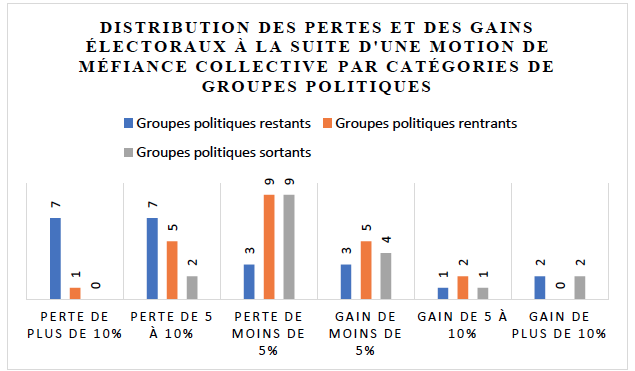 DISTRIBUTION DES PERTES ET DES GAINS
ÉLECTORAUX À LA SUITE D'UNE MOTION DE
MÉFIANCE COLLECTIVE PAR CATÉGORIES DE
GROUPES POLITIQUES
Groupes politiques restants Groupes politiques rentrants
Groupes politiques sortants
7 1 0 7 5 2 3 9 9 3 5 4 1 2 1 2 0 2
PERTE DE PLUS DE 10%
PERTE DE 5 À 10%
PERTE DE MOINS DE 5%
GAIN DE MOINS DE 5%
GAIN DE 5 À 10%
GAIN DE PLUS DE 10%